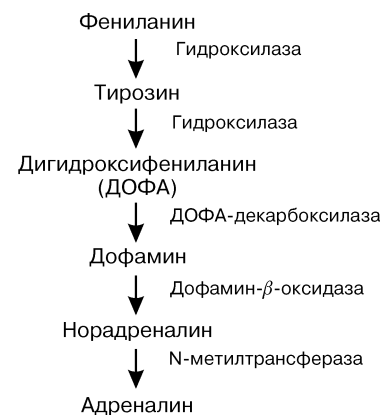 Фениланин
Гидроксилаза
Тирозин
Гидроксилаза
Дигидроксифениланин
(ДОФА)
ДОФА-декарбоксилаза
Дофамин
Дофамин-β-оксидаза
Норадреналин
N-метилтрансфераза
Адреналин